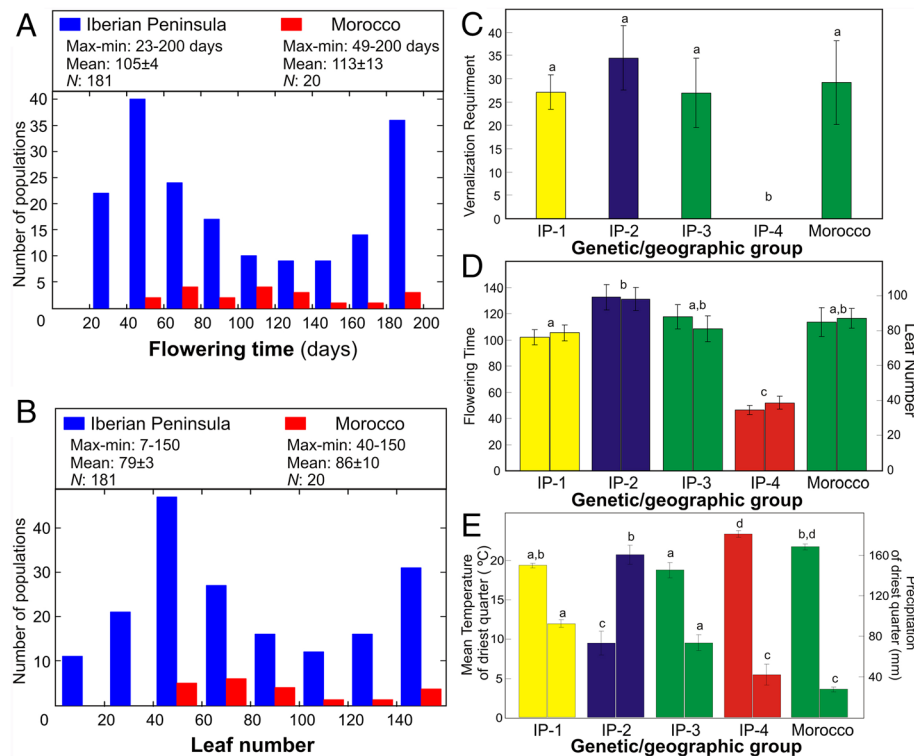 A
Iberian Peninsula Morocco
Max-min: 23-200 days Max-min: 49-200 days
Mean: 105±4 Mean: 113±13
N: 181 N: 20
Number of populations
40
35
30
25
20
15
10
5
0
20 40 60 80 100 120 140 160 180 200
Flowering time (days)
B
Iberian Peninsula Morocco
Max-min: 7-150 Max-min: 40-150
Mean: 79±3 Mean: 86±10
N: 181 N: 20
Number of populations
40
30
20
10
0 20 40 60 80 100 120 140
Leaf number
C
Vernalization Requirment
40
35
30
25
20
25
10
5
0
a a a b a
IP-1 IP-2 IP-3 IP-4 Morocco
Genetic/geographic group
D
Flowering Time
140
120
100
80
60
40
20
0
a b a,b c a,b
100
80
60
40
20
0
Leaf Number
IP-1 IP-2 IP-3 IP-4 Morocco
Genetic/geographic group
E
Mean Temperature
of driest quarter ( ºC)
20
15
10
5
0
a,b a c b a a d c b,d c
160
120
80
40
Precipitation
of driest quarter (mm)
IP-1 IP-2 IP-3 IP-4 Morocco
Genetic/geographic group